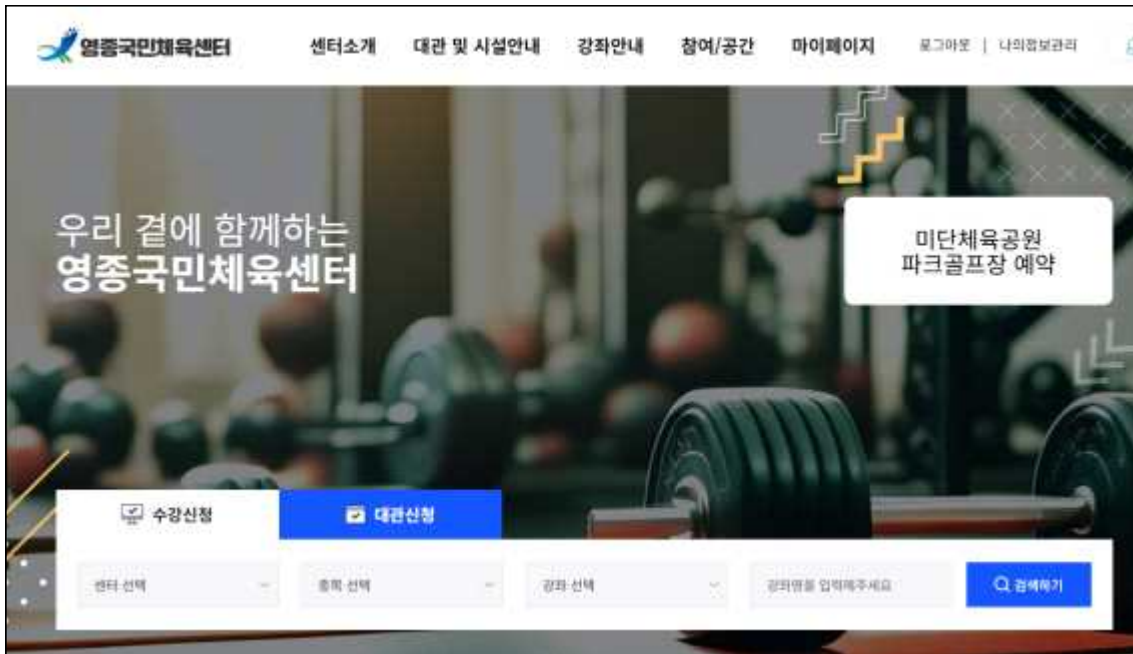 영종국민체육센터
센터소개 대관 및 시설안내 강좌안내 참여/공간 마이페이지 로그아웃 | 나의정보관리
우리 곁에 함께하는
영종국민체육센터
미단체육공원
파크골프장 예약
수강신청 대관신청
센터 선택 종목 선택 강좌 선택 강좌명을 입력해주세요 검색하기